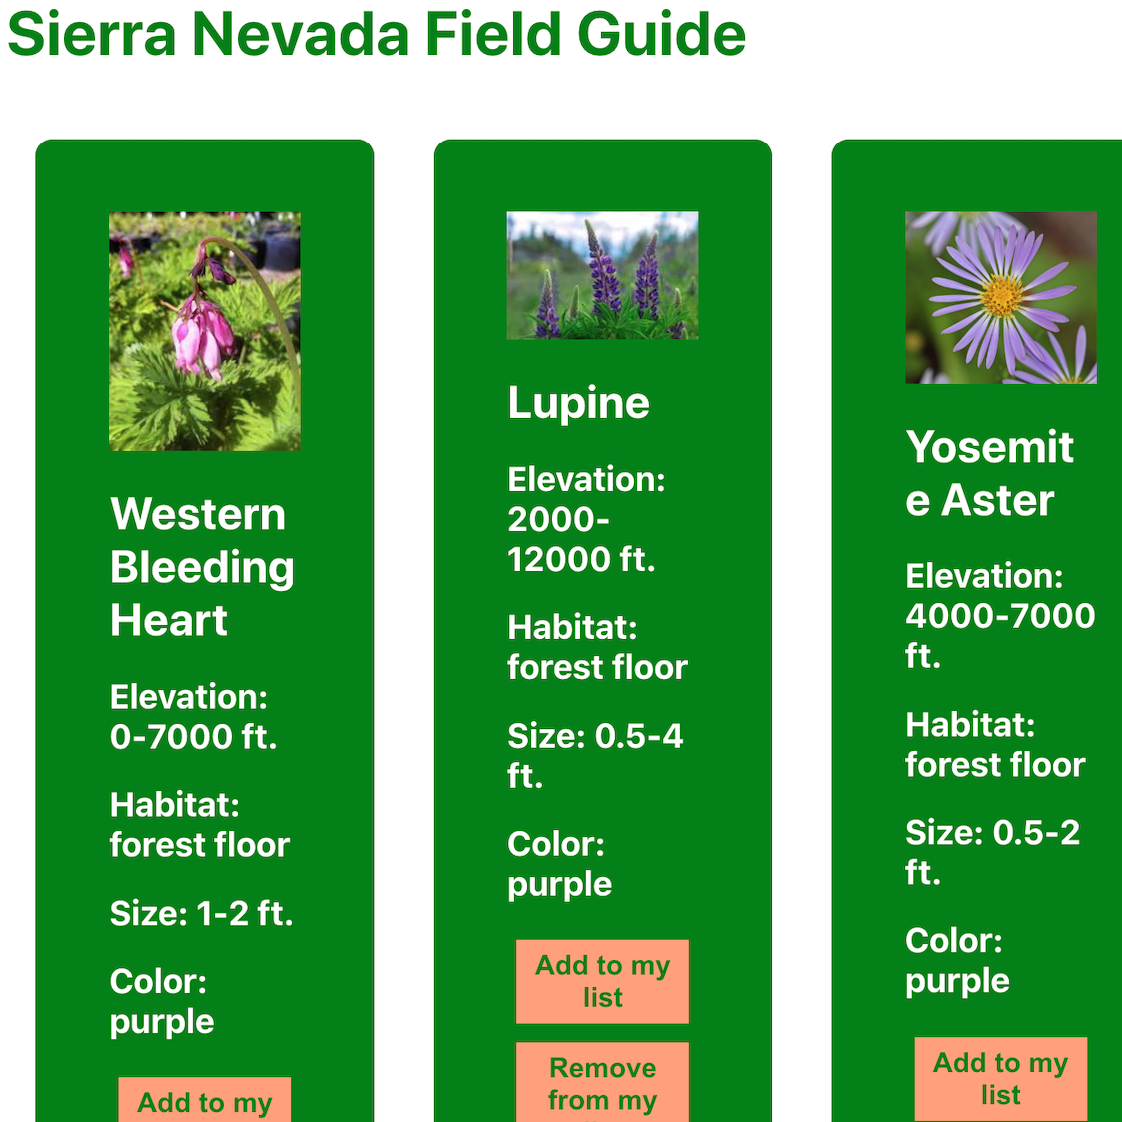 Sierra Nevada Field Guide
Western
Bleeding
Heart
Elevation:
0-7000 ft.
Habitat:
forest floor
Size: 1-2 ft.
Color:
purple
Add to my
Lupine
Elevation:
2000-
12000 ft.
Habitat:
forest floor
Size: 0.5-4
ft.
Color:
purple
Add to my
list
Remove
from my
Yosemit
e Aster
Elevation:
4000-7000
ft.
Habitat:
forest floor
Size: 0.5-2
ft.
Color:
purple
Add to my
list